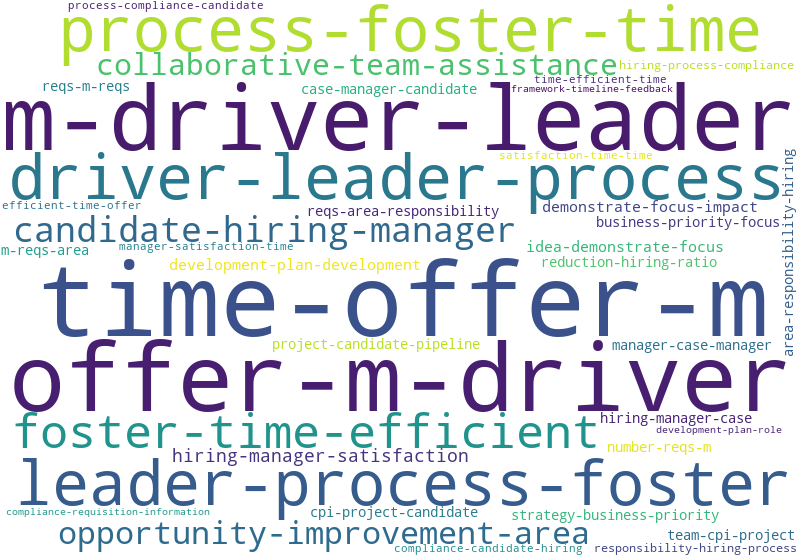 process-compliance-candidate
process-foster-time
collaborative-team-assistance
hiring-process-compliance
time-efficient-time
reqs-m-reqs
case-manager-candidate
framework-timeline-feedback
m-driver-leader
satisfaction-time-time
driver-leader-process
area-responsibility-hiring
efficient-time-offer
reqs-area-responsibility
demonstrate-focus-impact
candidate-hiring-manager
business-priority-focus
m-reqs-area
manager-satisfaction-time
idea-demonstrate-focus
development-plan-development
reduction-hiring-ratio
time-offer-m
project-candidate-pipeline
manager-case-manager
offer-m-driver
foster-time-efficient
hiring-manager-case
development-plan-role
hiring-manager-satisfaction
number-reqs-m
leader-process-foster
compliance-requisition-information
cpi-project-candidate
strategy-business-priority
opportunity-improvement-area
team-cpi-project
compliance-candidate-hiring
responsibility-hiring-process